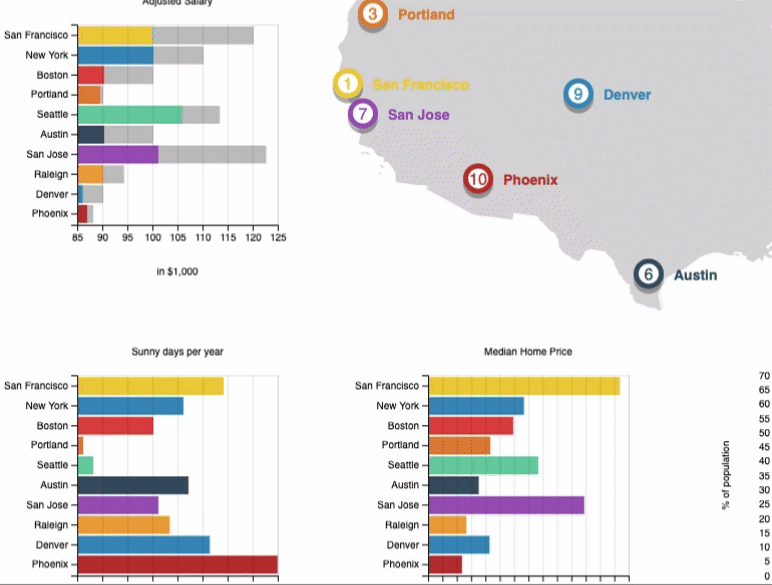 Adjusted Salary
San Francisco
New York
Boston
Portland
Seattle
Austin
San Jose
Raleign
Denver
Phoenix
85 90 95 100 105 110 115 120 125
in $1,000
3 Portland
1 San Francisco
7 San Jose
9 Denver
10 Phoenix
6 Austin
Sunny days per year
San Francisco
New York
Boston
Portland
Seattle
Austin
San Jose
Raleign
Denver
Phoenix
Median Home Price
San Francisco
New York
Boston
Portland
Seattle
Austin
San Jose
Raleign
Denver
Phoenix
% of population
70
65
60
55
50
45
40
35
30
25
20
15
10
5
0